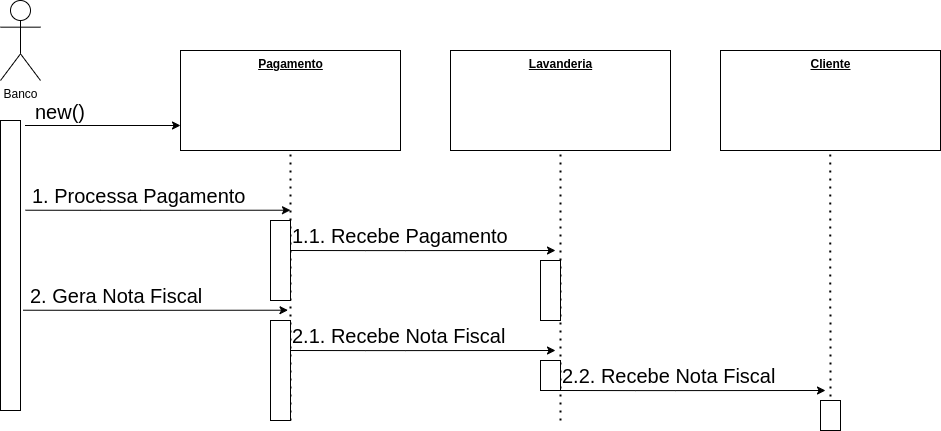 Pagamento
Lavanderia
Cliente
Banco
new()
1. Processa Pagamento
1.1. Recebe Pagamento
2. Gera Nota Fiscal
2.1. Recebe Nota Fiscal
2.2. Recebe Nota Fiscal